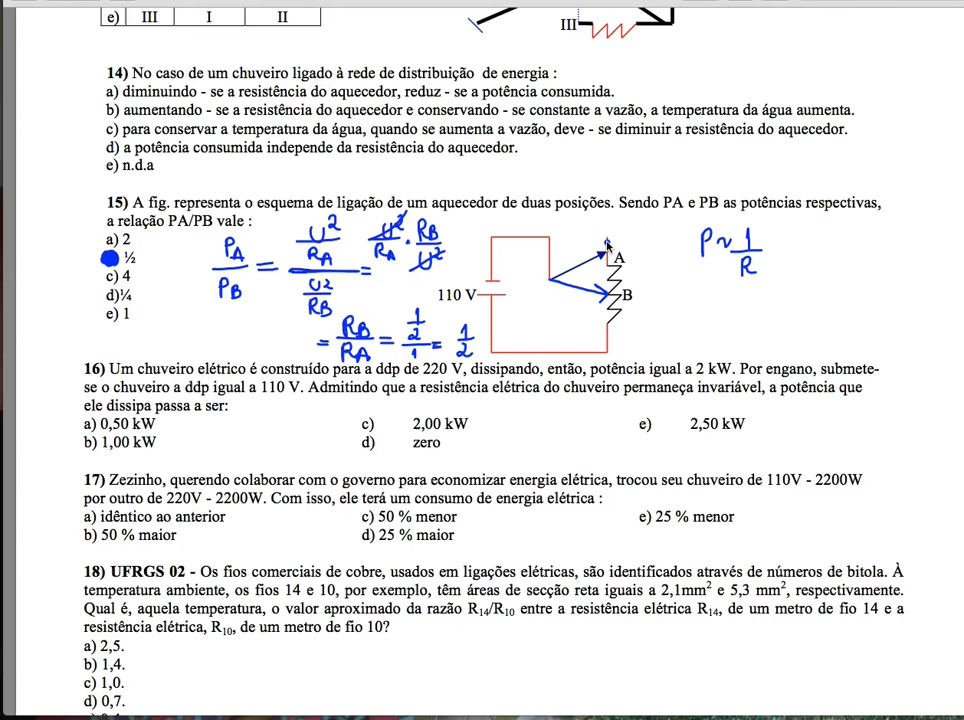 e) III I II
III
14) No caso de um chuveiro ligado à rede de distribuição de energia :
a) diminuindo - se a resistência do aquecedor, reduz - se a potência consumida.
b) aumentando - se a resistência do aquecedor e conservando - se constante a vazão, a temperatura da água aumenta.
c) para conservar a temperatura da água, quando se aumenta a vazão, deve - se diminuir a resistência do aquecedor.
d) a potência consumida independe da resistência do aquecedor.
e) n.d.a
15) A fig. representa o esquema de ligação de um aquecedor de duas posições. Sendo PA e PB as potências respectivas,
a relação PA/PB vale :
a) 2
½
c) 4
d)¼
e) 1
PA/PB = (U²/RA)/(U²/RB) = U²/RA · RB/U²
= RB/RA = (1/2)/1 = 1/2
110 V
A
B
P ~ 1/R
16) Um chuveiro elétrico é construído para a ddp de 220 V, dissipando, então, potência igual a 2 kW. Por engano, submete-
se o chuveiro a ddp igual a 110 V. Admitindo que a resistência elétrica do chuveiro permaneça invariável, a potência que
ele dissipa passa a ser:
a) 0,50 kW c) 2,00 kW e) 2,50 kW
b) 1,00 kW d) zero
17) Zezinho, querendo colaborar com o governo para economizar energia elétrica, trocou seu chuveiro de 110V - 2200W
por outro de 220V - 2200W. Com isso, ele terá um consumo de energia elétrica :
a) idêntico ao anterior c) 50 % menor e) 25 % menor
b) 50 % maior d) 25 % maior
18) UFRGS 02 - Os fios comerciais de cobre, usados em ligações elétricas, são identificados através de números de bitola. À
temperatura ambiente, os fios 14 e 10, por exemplo, têm áreas de secção reta iguais a 2,1mm² e 5,3 mm², respectivamente.
Qual é, aquela temperatura, o valor aproximado da razão R₁₄/R₁₀ entre a resistência elétrica R₁₄, de um metro de fio 14 e a
resistência elétrica, R₁₀, de um metro de fio 10?
a) 2,5.
b) 1,4.
c) 1,0.
d) 0,7.